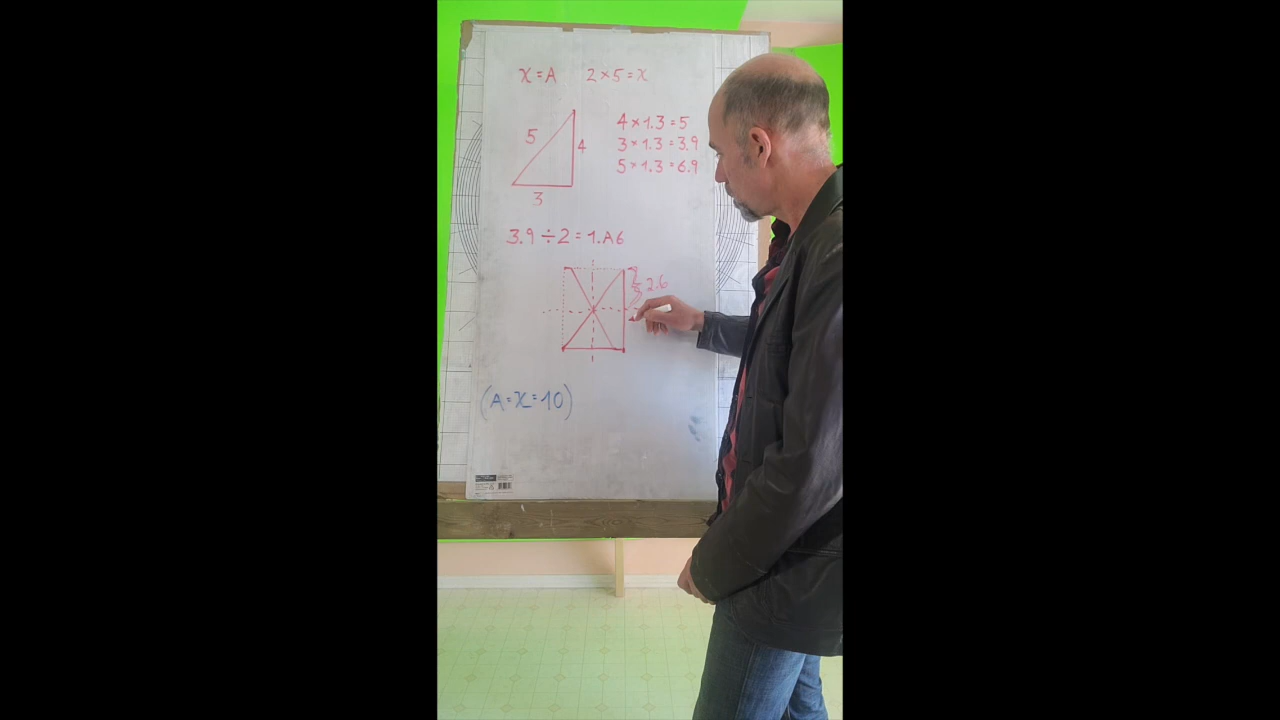 X=A 2×5=X
5
4
3
4×1.3=5
3×1.3=3.9
5×1.3=6.9
3.9÷2=1.A6
2.6
(A=X=10)